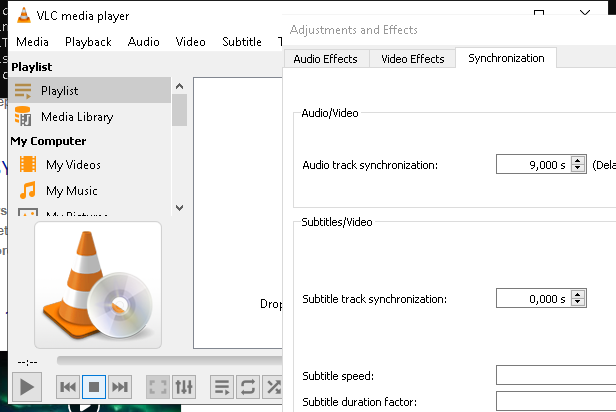 VLC media player
Adjustments and Effects
Media Playback Audio Video Subtitle
Audio Effects Video Effects Synchronization
Playlist
Playlist
Media Library
My Computer
My Videos
My Music
My Pictures
Audio/Video
Audio track synchronization: 9,000 s (Dela
Subtitles/Video
Drop
Subtitle track synchronization: 0,000 s
--:--
Subtitle speed:
Subtitle duration factor: